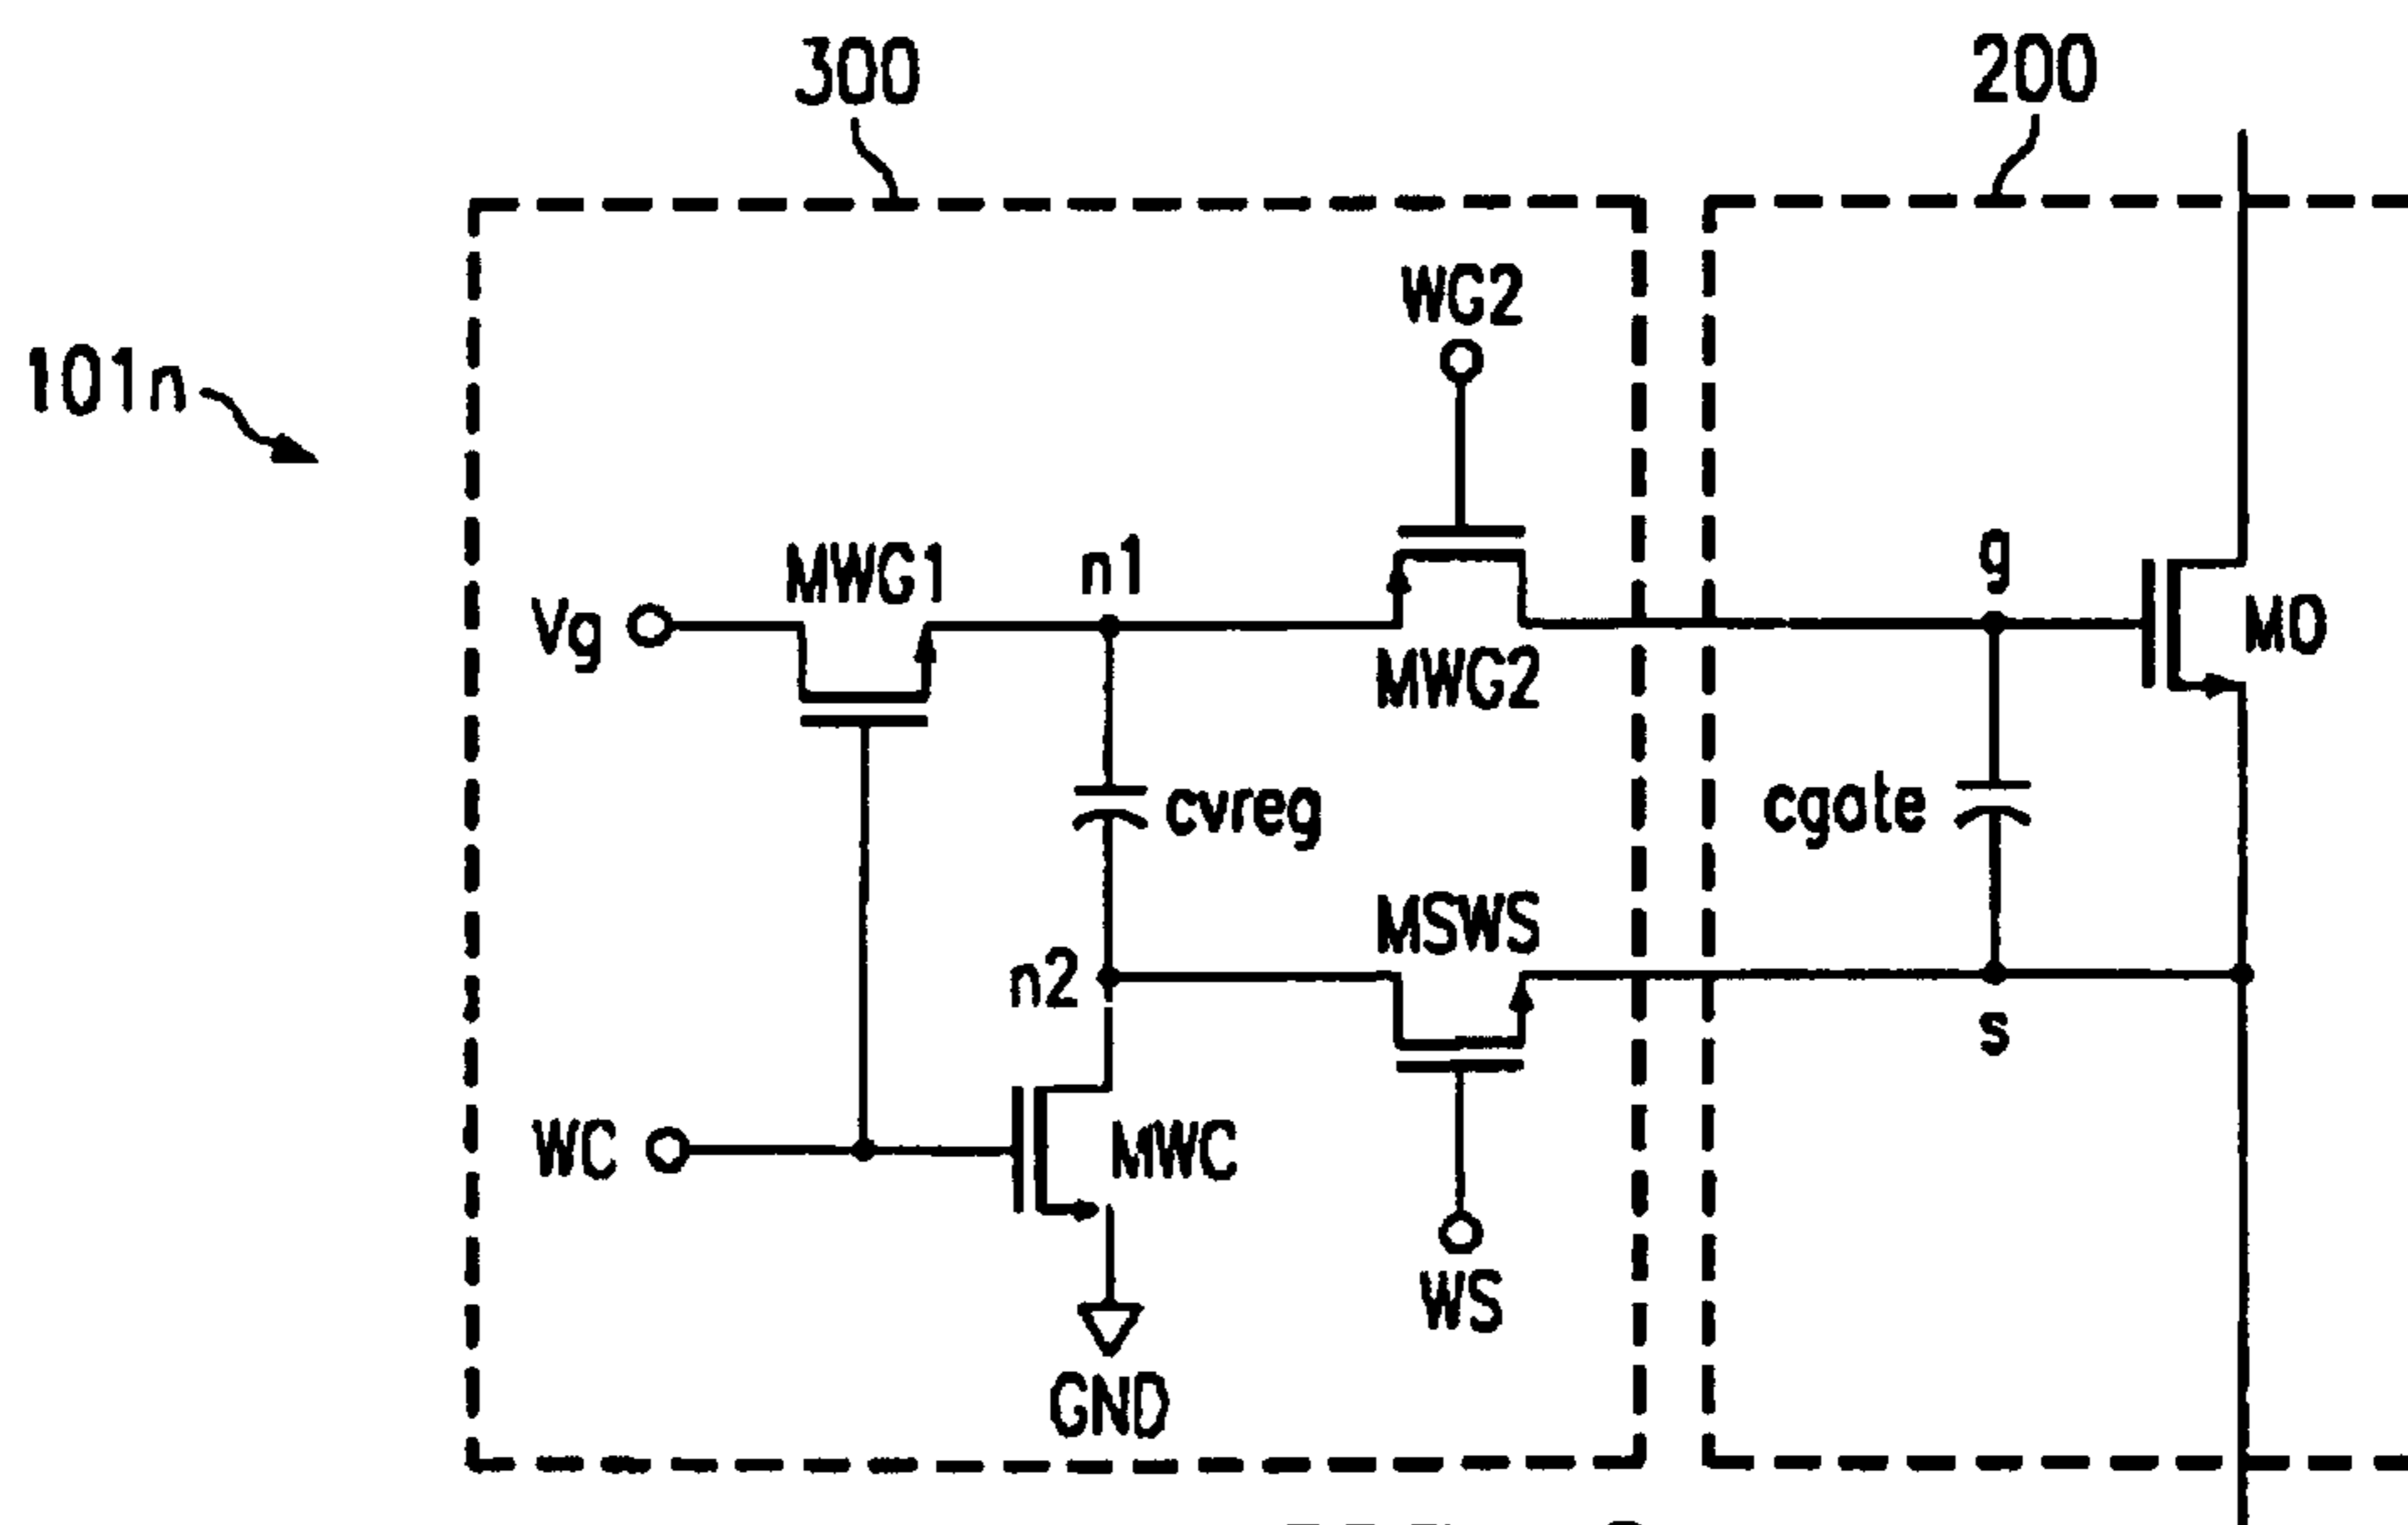 300
200
101n
WG2
MWG1
n1
g
Vg
MO
MWG2
cvreg
cgate
MSWS
n2
s
WC
MWC
WS
GND